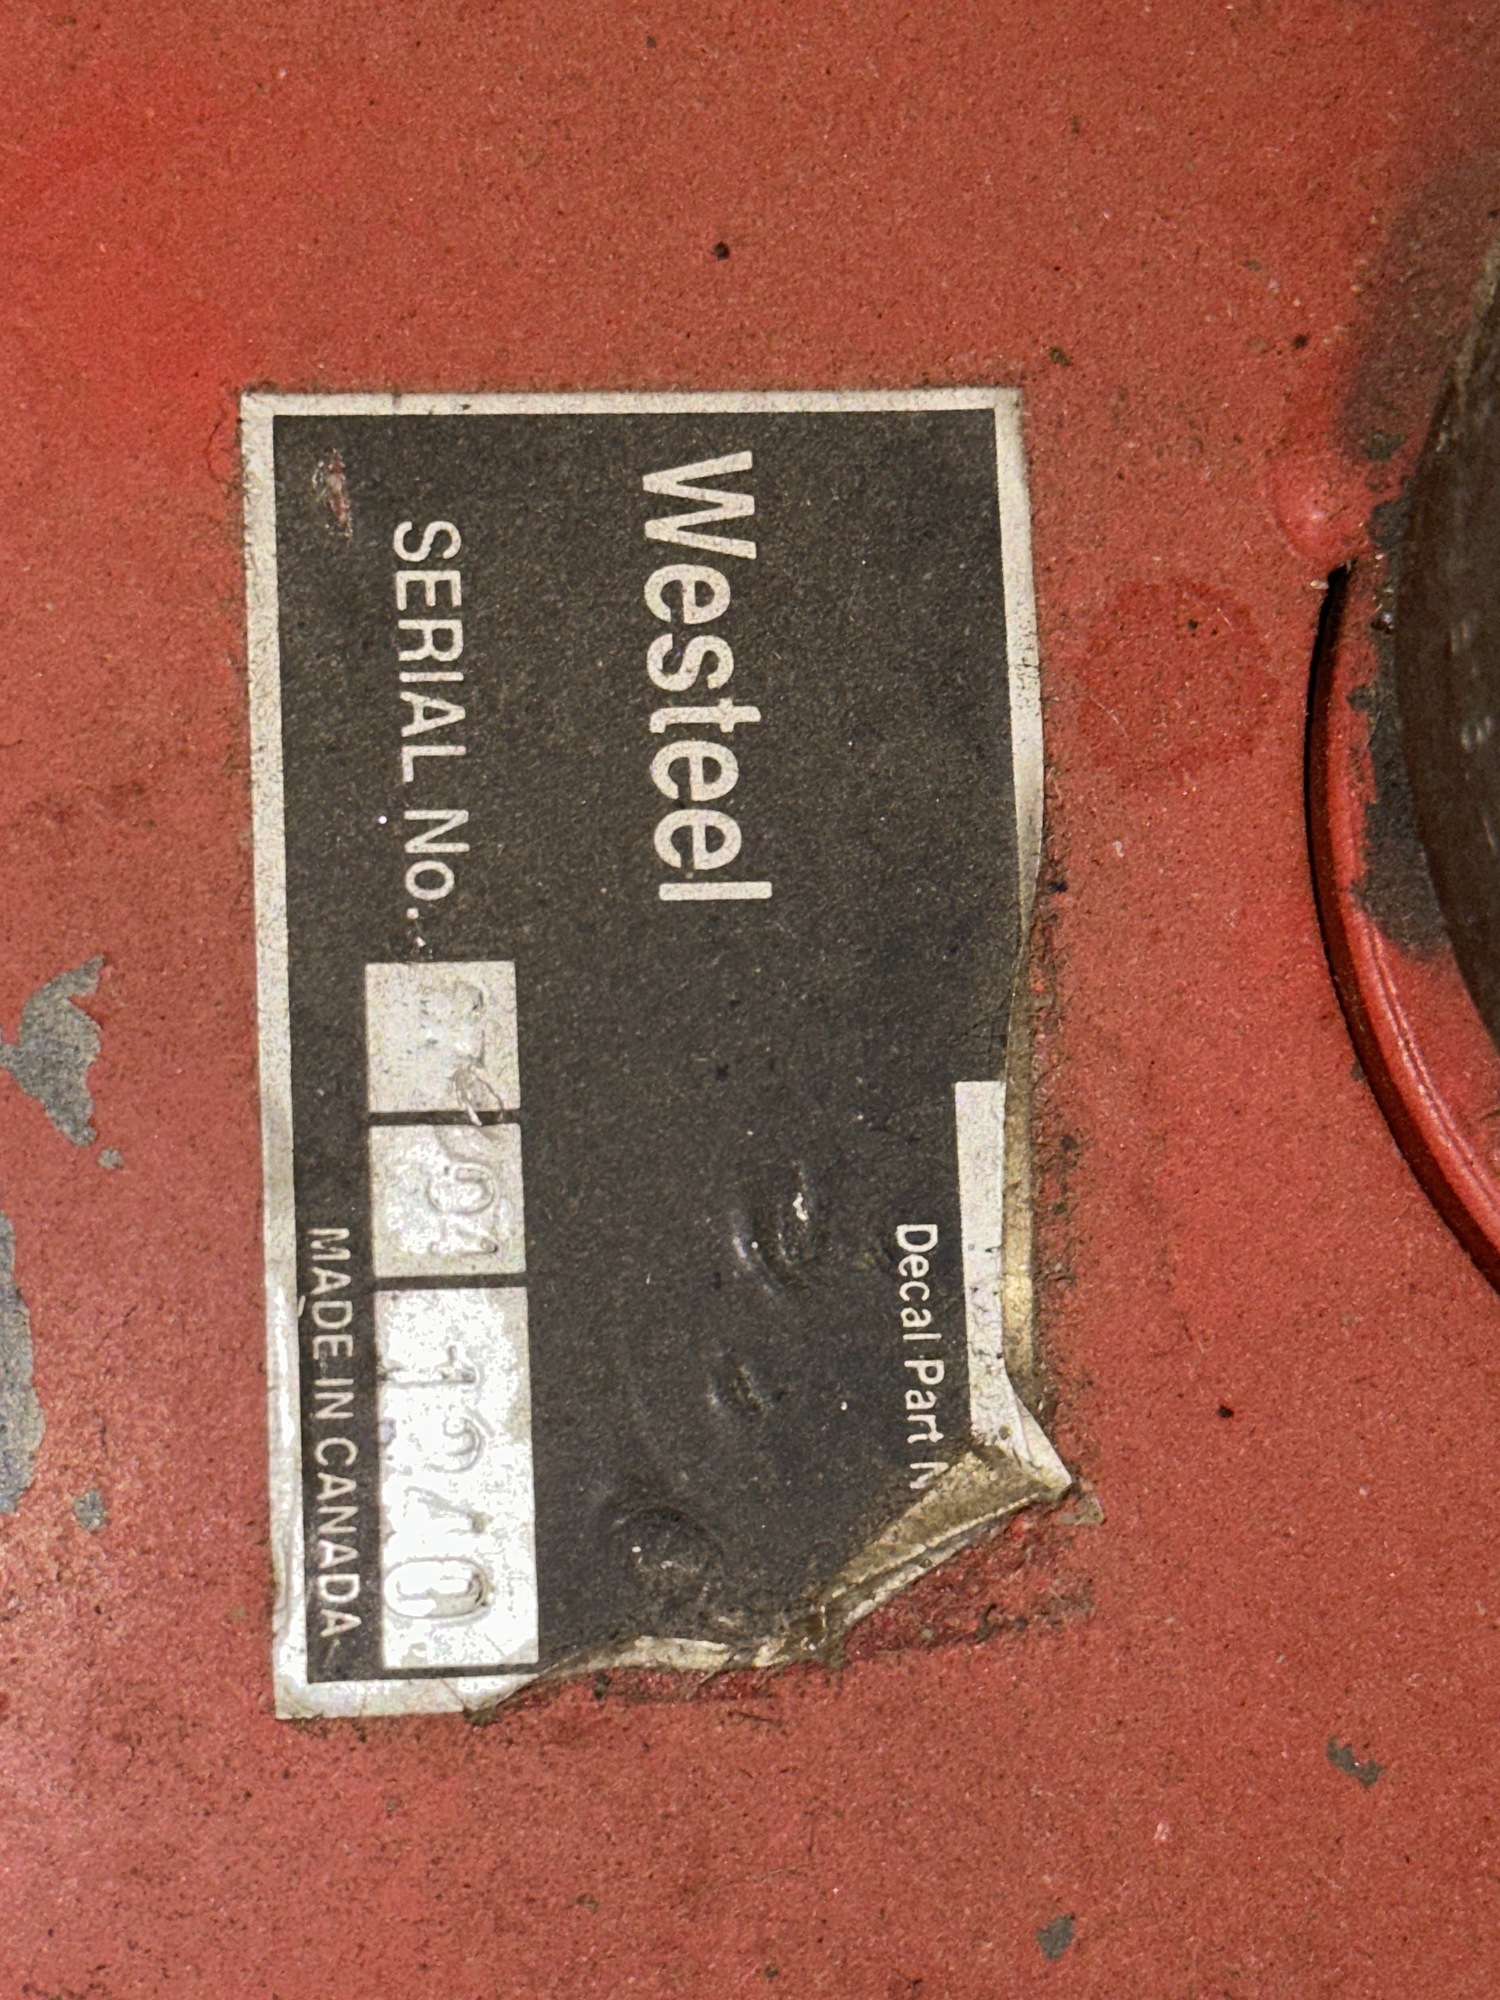 Decal Part N
Westeel
SERIAL No.
MADE IN CANADA